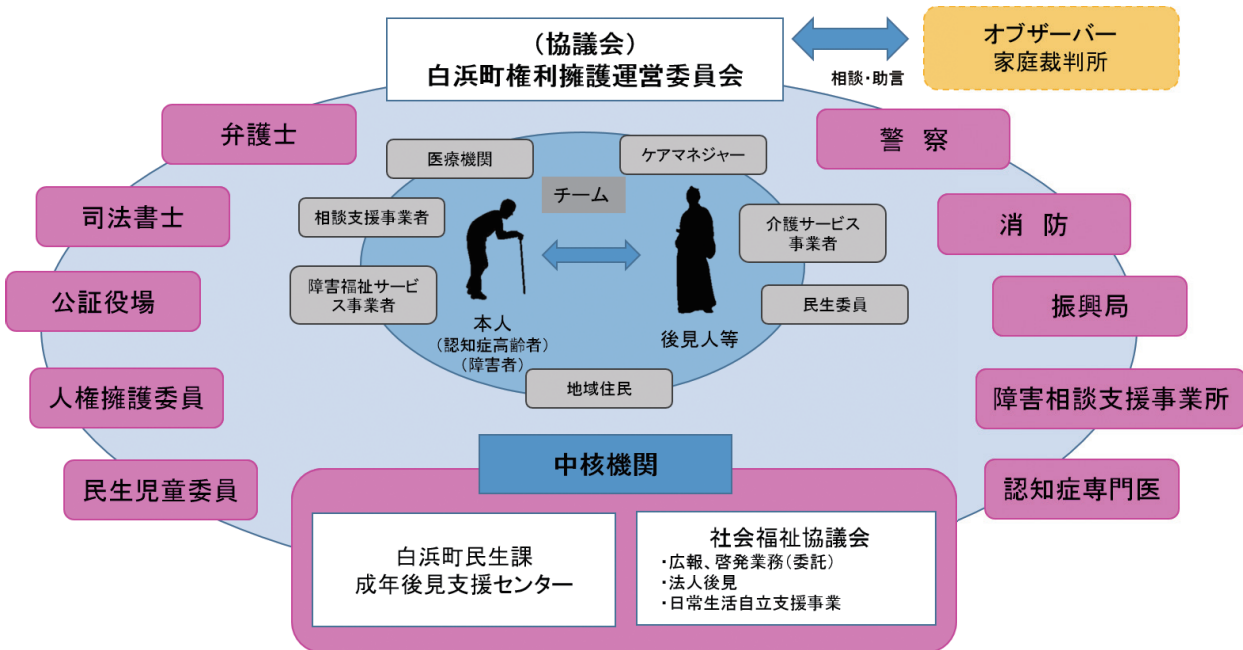 （協議会）
白浜町権利擁護運営委員会
相談・助言
オブザーバー
家庭裁判所
弁護士
司法書士
公証役場
人権擁護委員
民生児童委員
警　察
消　防
振興局
障害相談支援事業所
認知症専門医
医療機関
相談支援事業者
障害福祉サービ
ス事業者
チーム
ケアマネジャー
介護サービス
事業者
民生委員
本人
（認知症高齢者）
（障害者）
後見人等
地域住民
中核機関
白浜町民生課
成年後見支援センター
社会福祉協議会
・広報、啓発業務（委託）
・法人後見
・日常生活自立支援事業